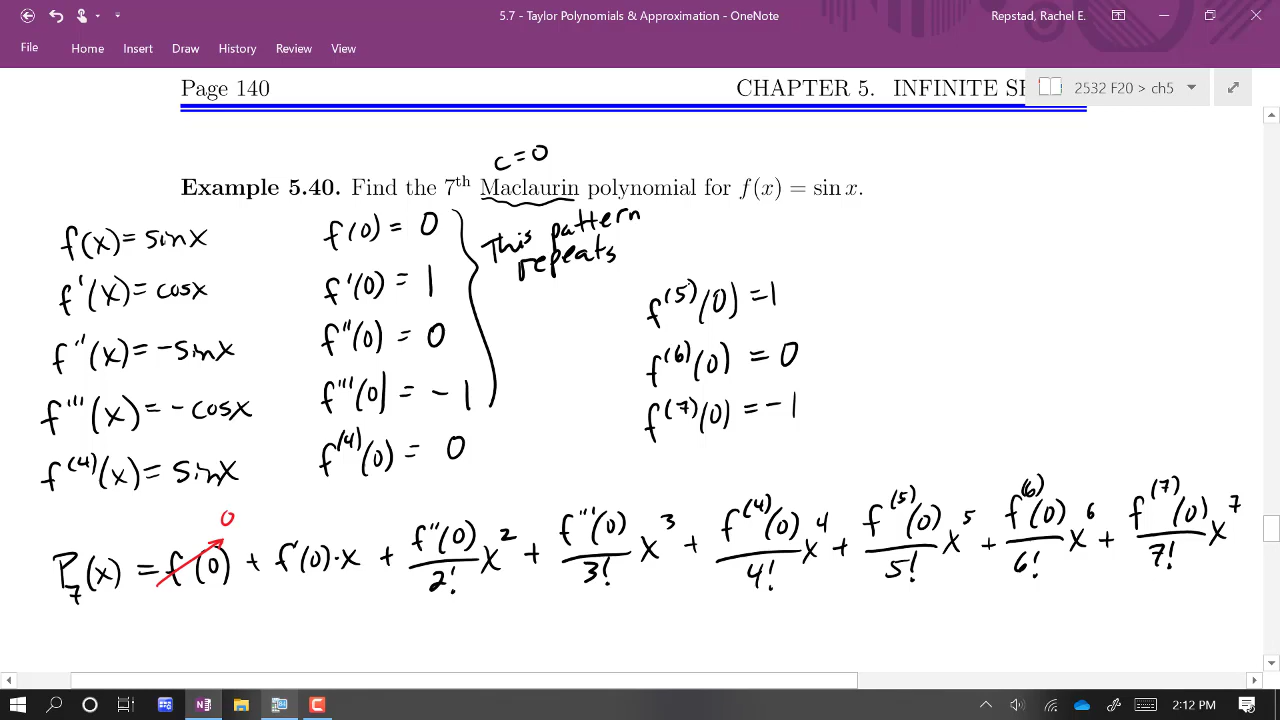 5.7 - Taylor Polynomials & Approximation - OneNote
Repstad, Rachel E.
File Home Insert Draw History Review View
Page 140 CHAPTER 5. INFINITE SE
2532 F20 > ch5
c = 0
Example 5.40. Find the 7th Maclaurin polynomial for f(x) = sin x.
f(x) = sinx
f'(x) = cosx
f''(x) = -sinx
f'''(x) = -cosx
f^(4)(x) = sinx
f(0) = 0
f'(0) = 1
f''(0) = 0
f'''(0) = -1
f^(4)(0) = 0
This pattern
repeats
f^(5)(0) = 1
f^(6)(0) = 0
f^(7)(0) = -1
0
P_7(x) = f(0) + f'(0)·x + f''(0)/2! x^2 + f'''(0)/3! x^3 + f^(4)(0)/4! x^4 + f^(5)(0)/5! x^5 + f^(6)(0)/6! x^6 + f^(7)(0)/7! x^7
2:12 PM